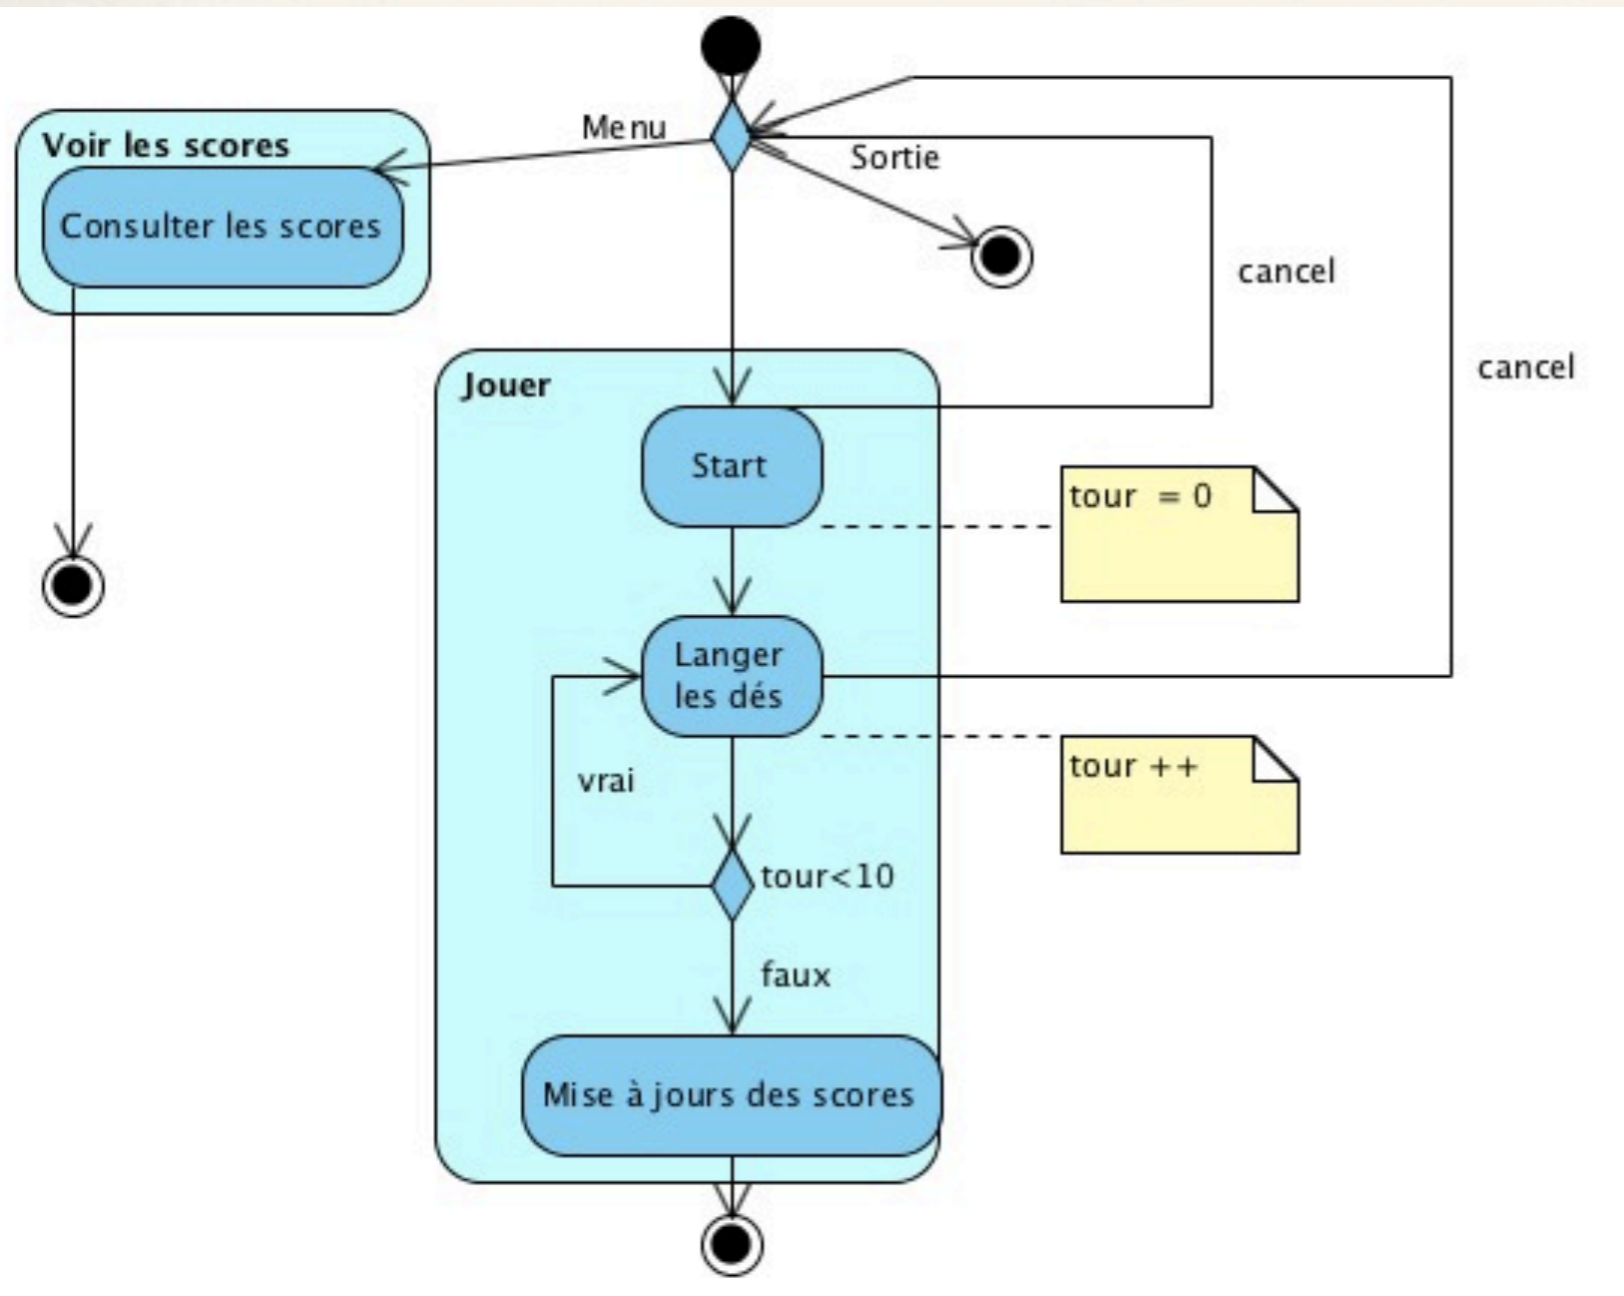 Menu
Voir les scores
Sortie
Consulter les scores
cancel
cancel
Jouer
Start
tour = 0
Langer
les dés
vrai
tour ++
tour<10
faux
Mise à jours des scores